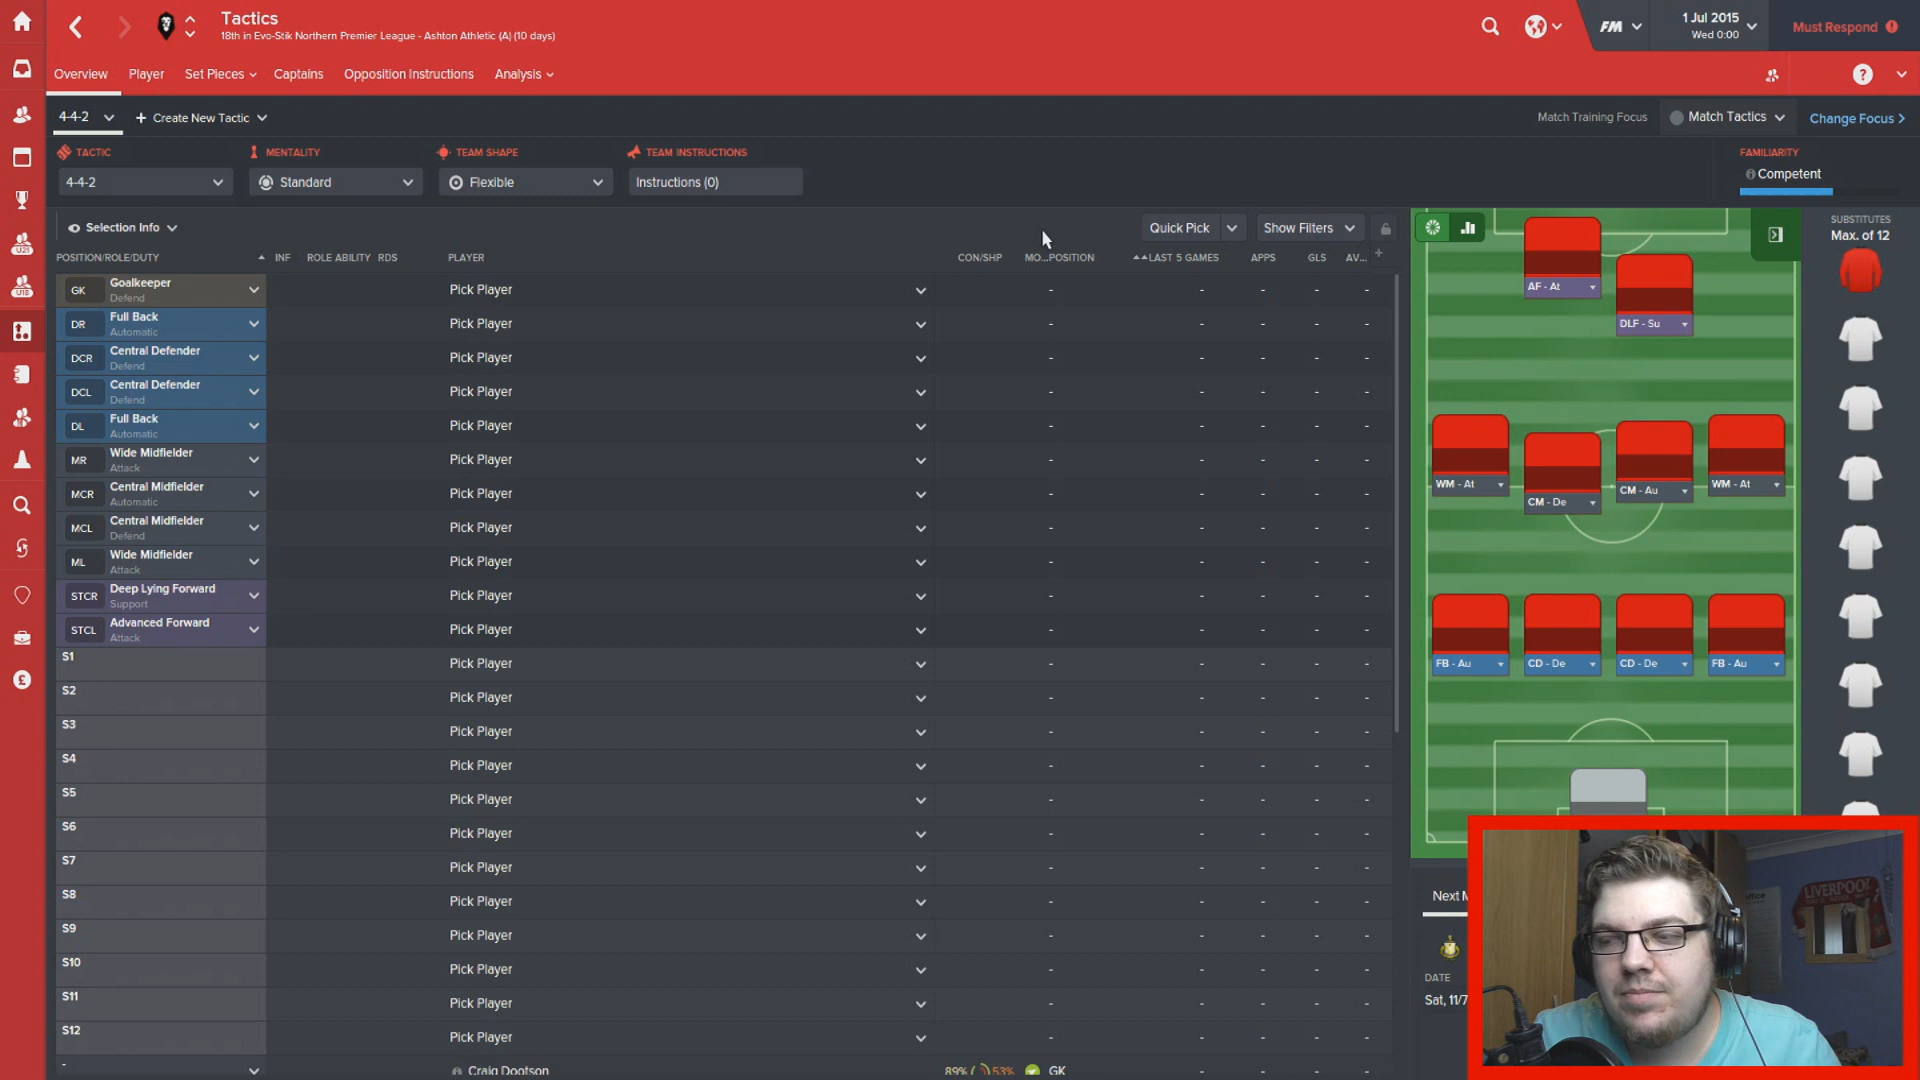 Tactics
18th in Evo-Stik Northern Premier League - Ashton Athletic (A) (10 days)
FM
1 Jul 2015
Wed 0:00
Must Respond
Overview Player Set Pieces Captains Opposition Instructions Analysis
4-4-2 + Create New Tactic
Match Training Focus Match Tactics Change Focus >
TACTIC MENTALITY TEAM SHAPE TEAM INSTRUCTIONS
4-4-2 Standard Flexible Instructions (0)
FAMILIARITY
Competent
Selection Info Quick Pick Show Filters
SUBSTITUTES
Max. of 12
POSITION/ROLE/DUTY INF ROLE ABILITY RDS PLAYER CON/SHP MO...POSITION LAST 5 GAMES APPS GLS AV...
GK Goalkeeper Pick Player - - - - -
Defend
DR Full Back Pick Player - - - - -
Automatic
DCR Central Defender Pick Player - - - - -
Defend
DCL Central Defender Pick Player - - - - -
Defend
DL Full Back Pick Player - - - - -
Automatic
MR Wide Midfielder Pick Player - - - - -
Attack
MCR Central Midfielder Pick Player - - - - -
Automatic
MCL Central Midfielder Pick Player - - - - -
Defend
ML Wide Midfielder Pick Player - - - - -
Attack
STCR Deep Lying Forward Pick Player - - - - -
Support
STCL Advanced Forward Pick Player - - - - -
Attack
S1 Pick Player - - - - -
S2 Pick Player - - - - -
S3 Pick Player - - - - -
S4 Pick Player - - - - -
S5 Pick Player - - - - -
S6 Pick Player - - - - -
S7 Pick Player - - - - -
S8 Pick Player - - - - -
S9 Pick Player - - - - -
S10 Pick Player - - - - -
S11 Pick Player - - - - -
S12 Pick Player - - - - -
- Craig Dootson 89% ( 53% GK - - - -
AF - At
DLF - Su
WM - At CM - De CM - Au WM - At
FB - Au CD - De CD - De FB - Au
Next M
DATE
Sat, 11/7
LIVERPOOL